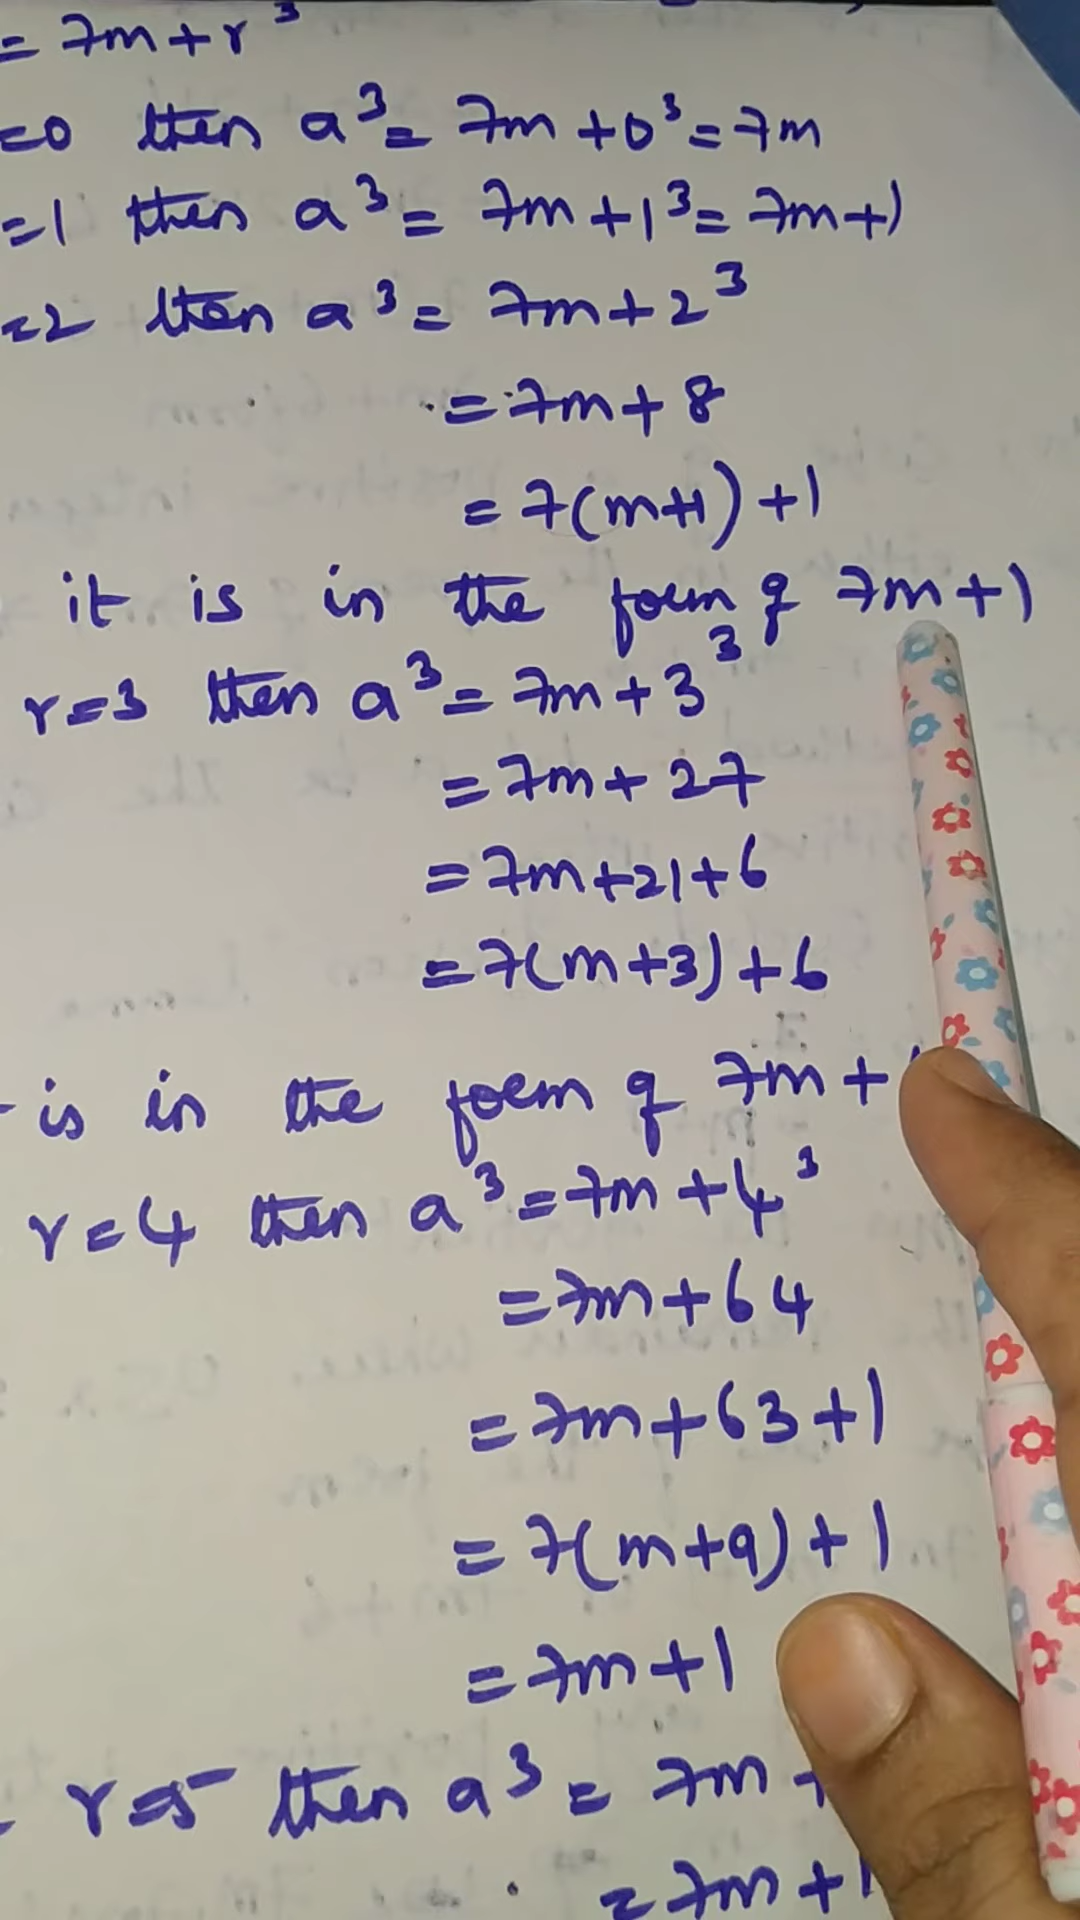 = 7m + r³
=0 then a³ = 7m + 0³ = 7m
=1 then a³ = 7m + 1³ = 7m+1
=2 then a³ = 7m + 2³
= 7m + 8
= 7(m+1) + 1
it is in the form of 7m+1
r=3 then a³ = 7m + 3³
= 7m + 27
= 7m + 21 + 6
= 7(m+3) + 6
is in the form of 7m +
r=4 then a³ = 7m + 4³
= 7m + 64
= 7m + 63 + 1
= 7(m+9) + 1
= 7m + 1
r=5 then a³ = 7m +
= 7m + 1